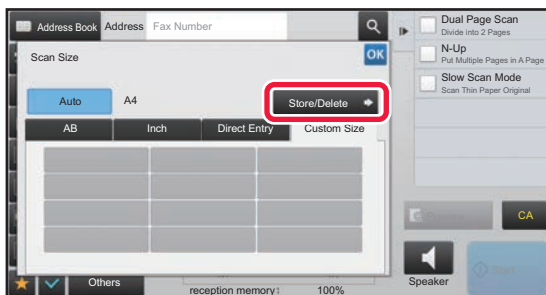 Address Book Address Fax Number
Scan Size
OK
Auto A4 Store/Delete
AB Inch Direct Entry Custom Size
Dual Page Scan
Divide into 2 Pages
N-Up
Put Multiple Pages in A Page
Slow Scan Mode
Scan Thin Paper Original
CA
Others
reception memory: 100%
Speaker
Start